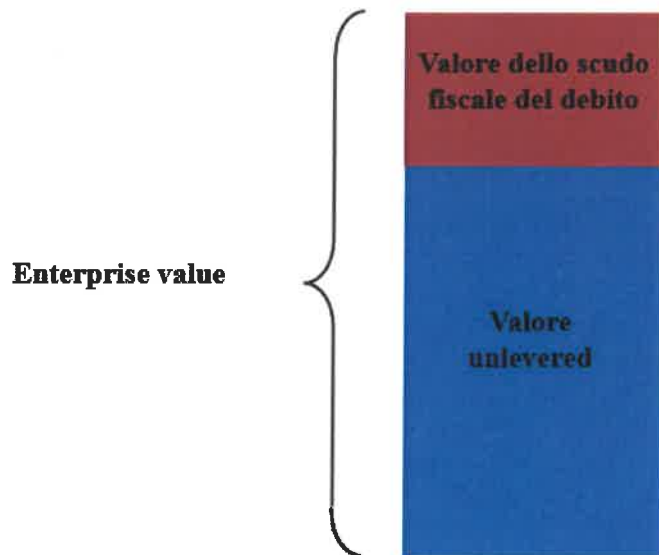 Valore dello scudo
fiscale del debito
Enterprise value
Valore
unlevered